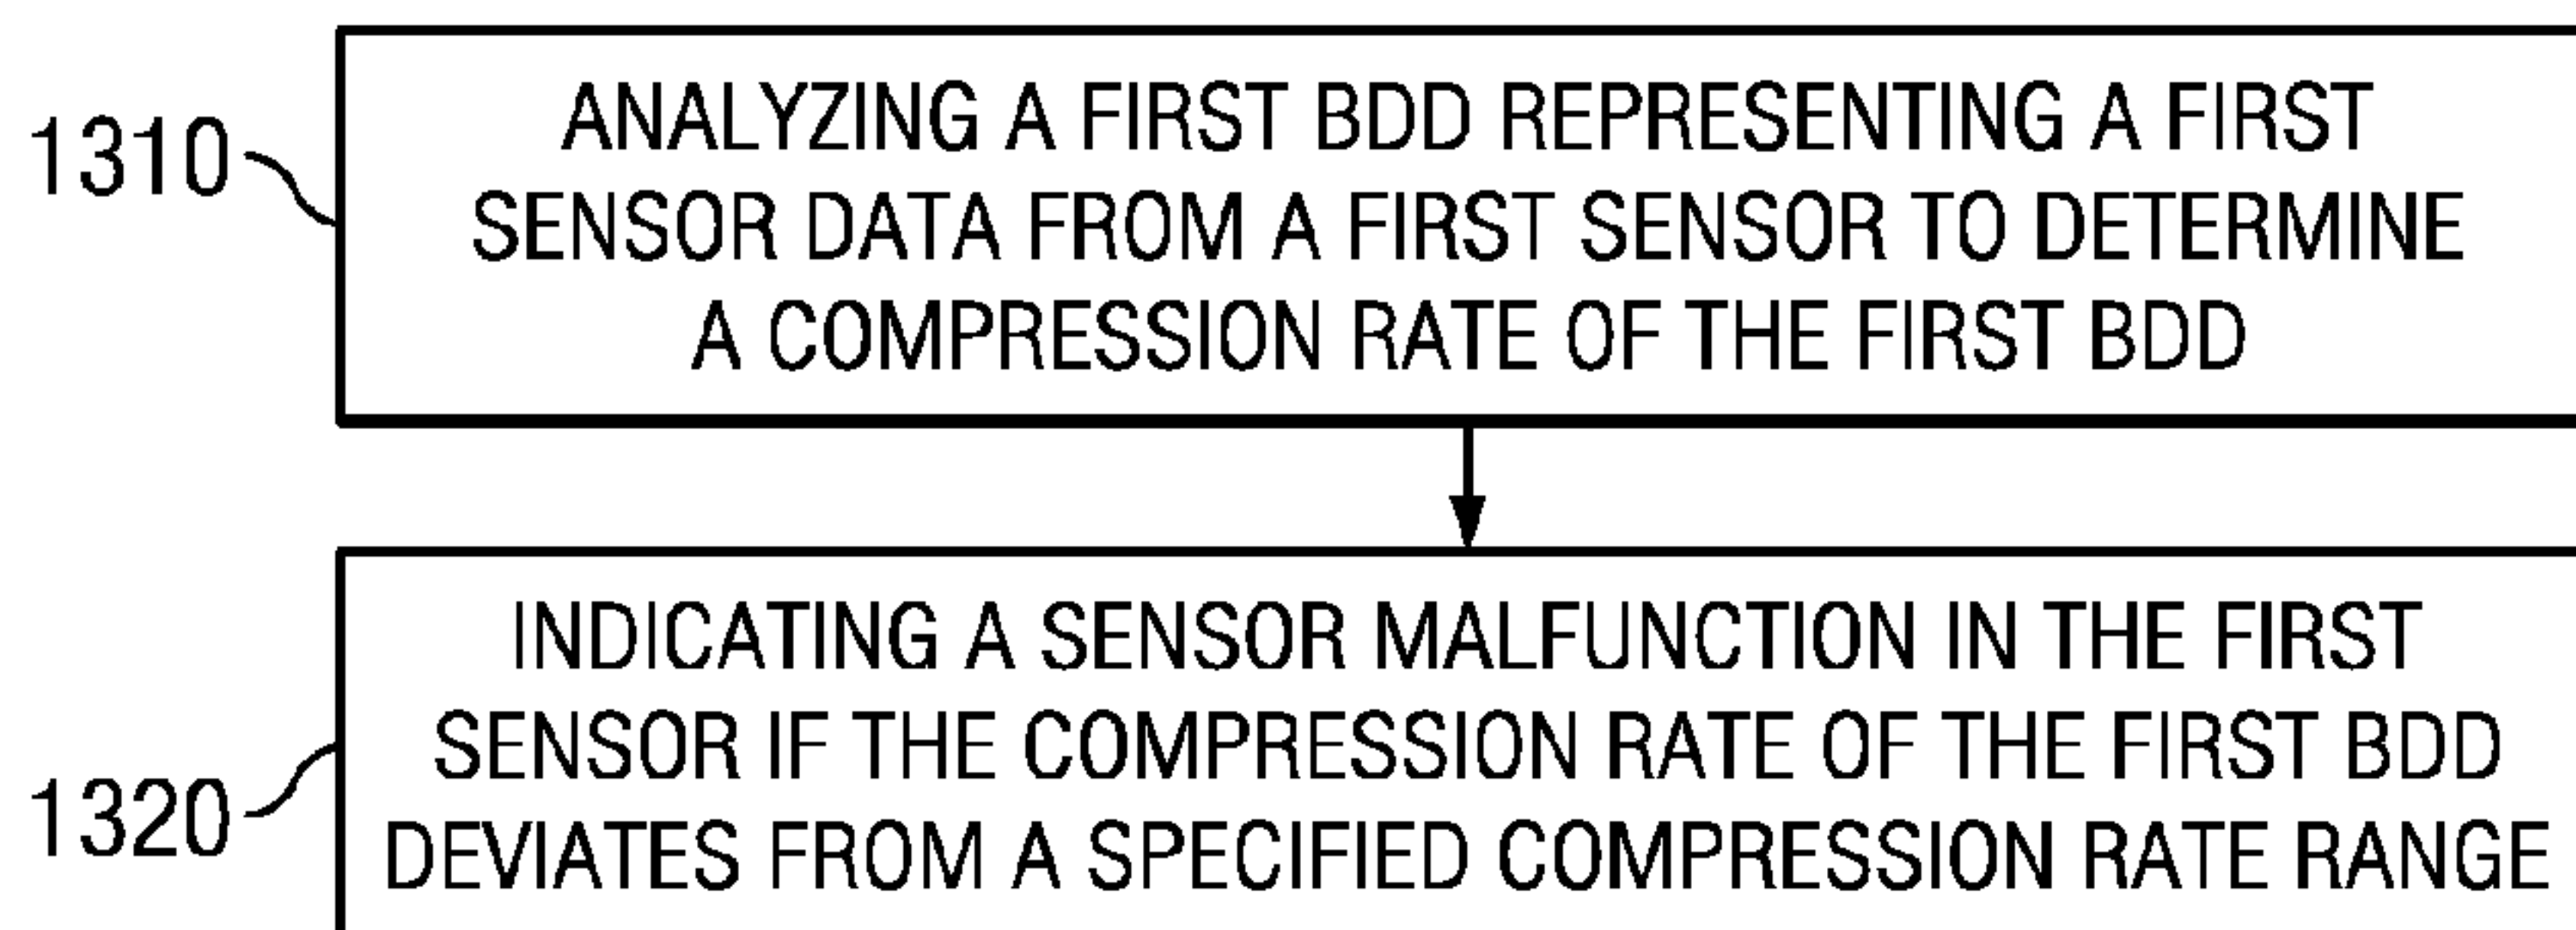 1310
ANALYZING A FIRST BDD REPRESENTING A FIRST
SENSOR DATA FROM A FIRST SENSOR TO DETERMINE
A COMPRESSION RATE OF THE FIRST BDD
1320
INDICATING A SENSOR MALFUNCTION IN THE FIRST
SENSOR IF THE COMPRESSION RATE OF THE FIRST BDD
DEVIATES FROM A SPECIFIED COMPRESSION RATE RANGE